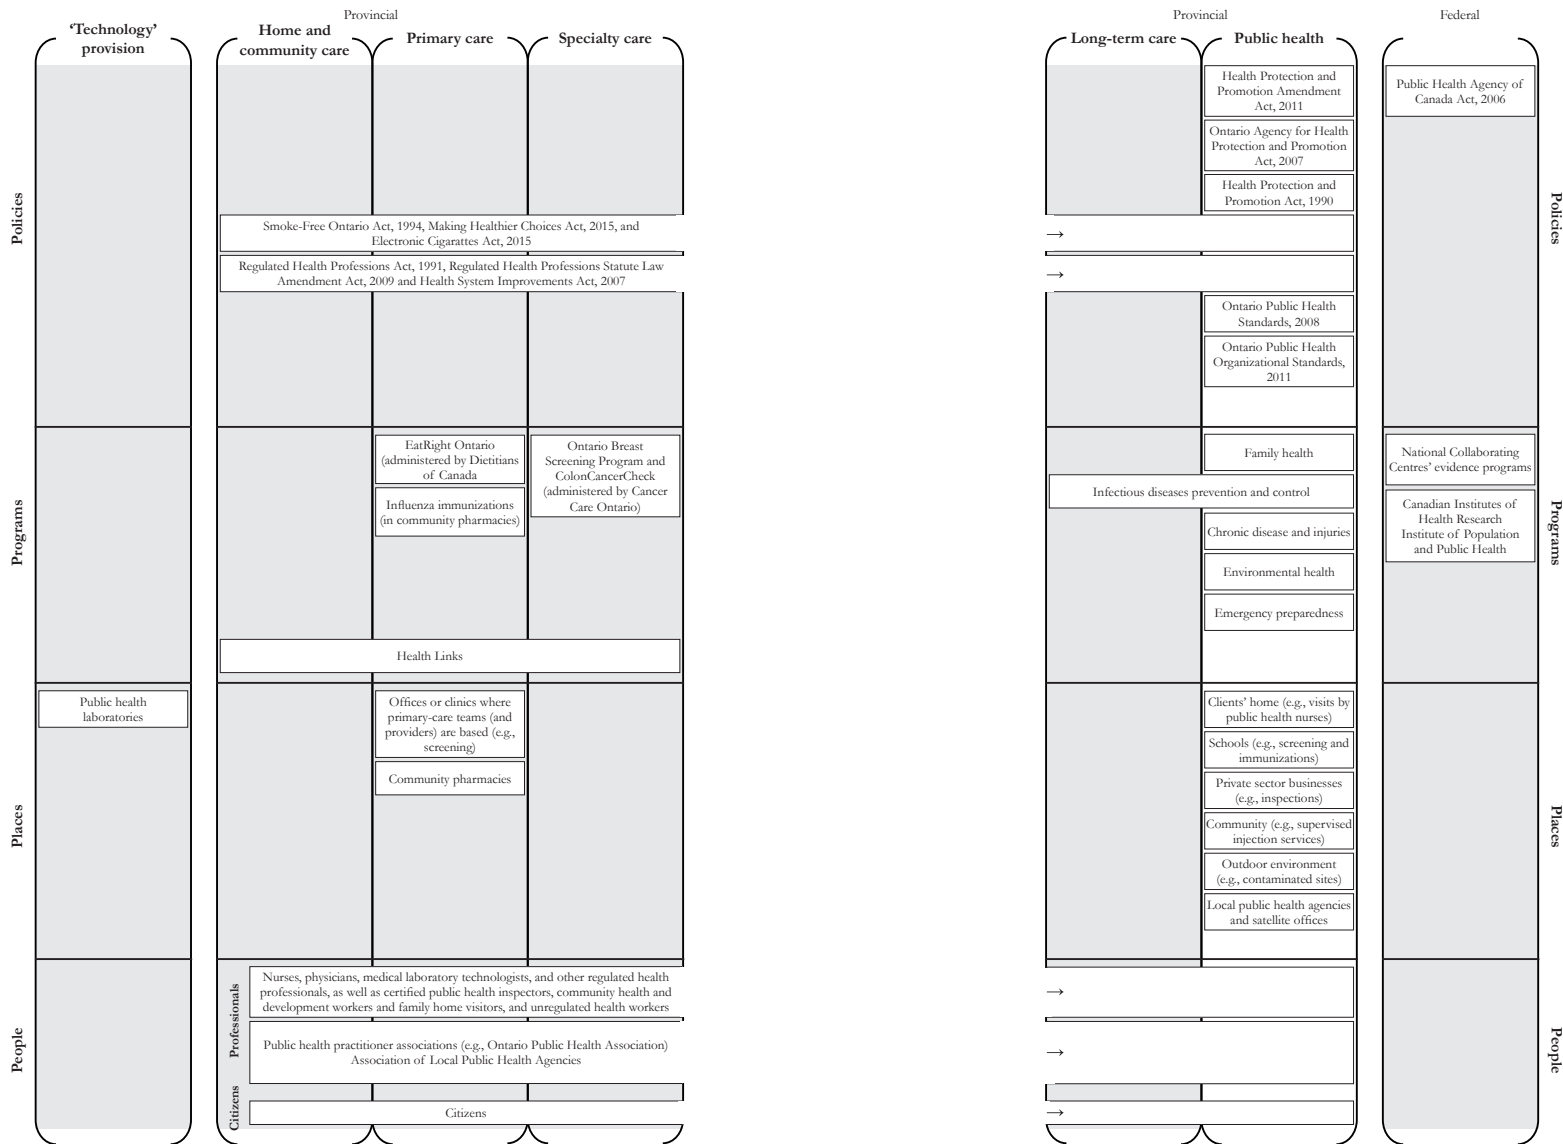 Provincial
Provincial
Federal
‘Technology’
provision
Home and
community care
Primary care
Specialty care
Long-term care
Public health
Policies
Health Protection and
Promotion Amendment
Act, 2011
Public Health Agency of
Canada Act, 2006
Ontario Agency for Health
Protection and Promotion
Act, 2007
Health Protection and
Promotion Act, 1990
Smoke-Free Ontario Act, 1994, Making Healthier Choices Act, 2015, and
Electronic Cigarattes Act, 2015
→
Regulated Health Professions Act, 1991, Regulated Health Professions Statute Law
Amendment Act, 2009 and Health System Improvements Act, 2007
→
Ontario Public Health
Standards, 2008
Ontario Public Health
Organizational Standards,
2011
Policies
Programs
EatRight Ontario
(administered by Dietitians
of Canada
Influenza immunizations
(in community pharmacies)
Ontario Breast
Screening Program and
ColonCancerCheck
(administered by Cancer
Care Ontario)
Health Links
Family health
Infectious diseases prevention and control
Chronic disease and injuries
Environmental health
Emergency preparedness
National Collaborating
Centres’ evidence programs
Canadian Institutes of
Health Research
Institute of Population
and Public Health
Programs
Places
Public health
laboratories
Offices or clinics where
primary-care teams (and
providers) are based (e.g.,
screening)
Community pharmacies
Clients’ home (e.g., visits by
public health nurses)
Schools (e.g., screening and
immunizations)
Private sector businesses
(e.g., inspections)
Community (e.g., supervised
injection services)
Outdoor environment
(e.g., contaminated sites)
Local public health agencies
and satellite offices
Places
People
Professionals
Nurses, physicians, medical laboratory technologists, and other regulated health
professionals, as well as certified public health inspectors, community health and
development workers and family home visitors, and unregulated health workers
→
Public health practitioner associations (e.g., Ontario Public Health Association)
Association of Local Public Health Agencies
→
Citizens
Citizens
→
People